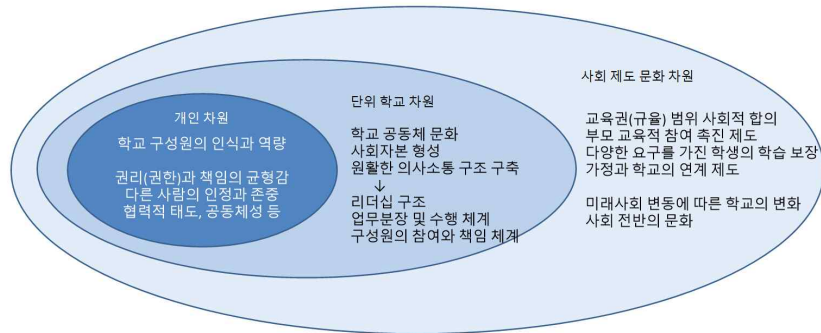 개인 차원
학교 구성원의 인식과 역량
권리(권한)과 책임의 균형감
다른 사람의 인정과 존중
협력적 태도, 공동체성 등
단위 학교 차원
학교 공동체 문화
사회자본 형성
원활한 의사소통 구조 구축
↓
리더십 구조
업무분장 및 수행 체계
구성원의 참여와 책임 체계
사회 제도 문화 차원
교육권(규율) 범위 사회적 합의
부모 교육적 참여 촉진 제도
다양한 요구를 가진 학생의 학습 보장
가정과 학교의 연계 제도
미래사회 변동에 따른 학교의 변화
사회 전반의 문화